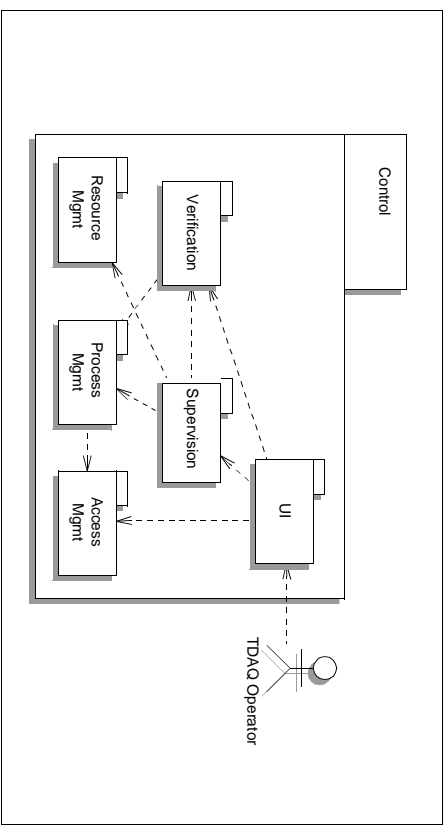 Control
TDAQ Operator
UI
Verification
Supervision
Resource
Mgmt
Process
Mgmt
Access
Mgmt